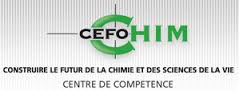 CEFOCHIM
CONSTRUIRE LE FUTUR DE LA CHIMIE ET DES SCIENCES DE LA VIE
CENTRE DE COMPETENCE